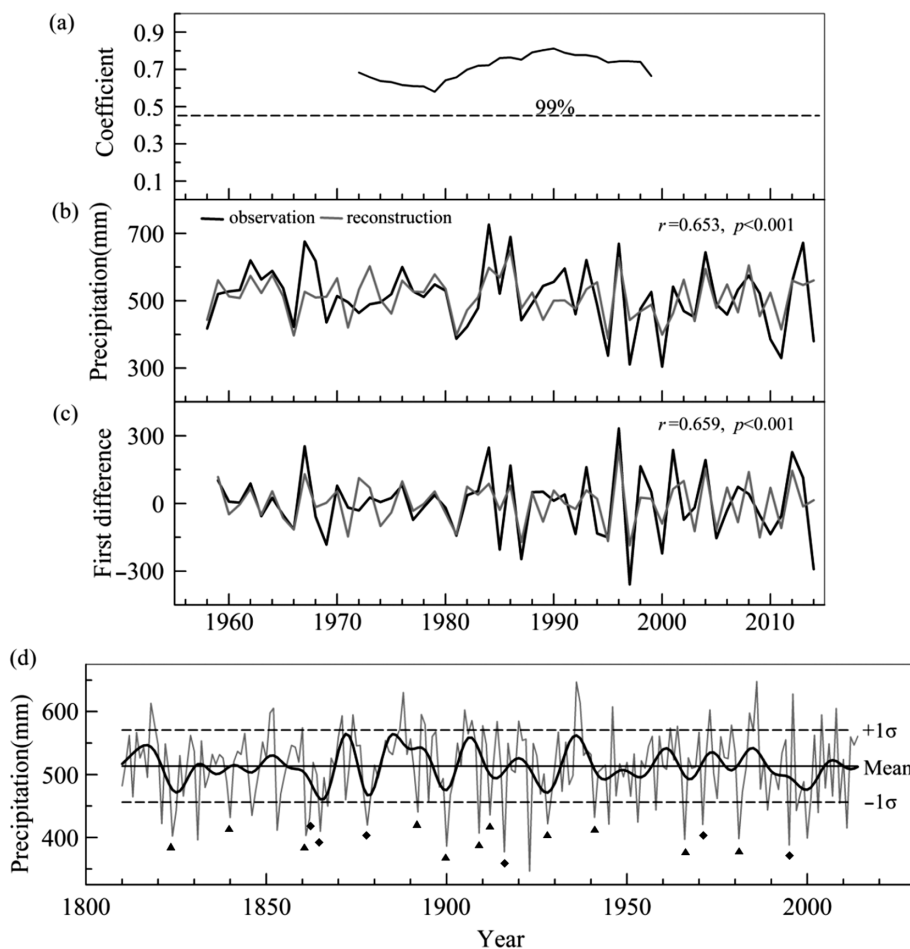 (a)
Coefficient
0.9
0.7
0.5
0.3
0.1
99%
(b)
Precipitation(mm)
700
500
300
observation reconstruction
r=0.653, p<0.001
(c)
First difference
300
0
−300
r=0.659, p<0.001
1960 1970 1980 1990 2000 2010
(d)
Precipitation(mm)
600
500
400
+1σ
Mean
−1σ
1800 1850 1900 1950 2000
Year